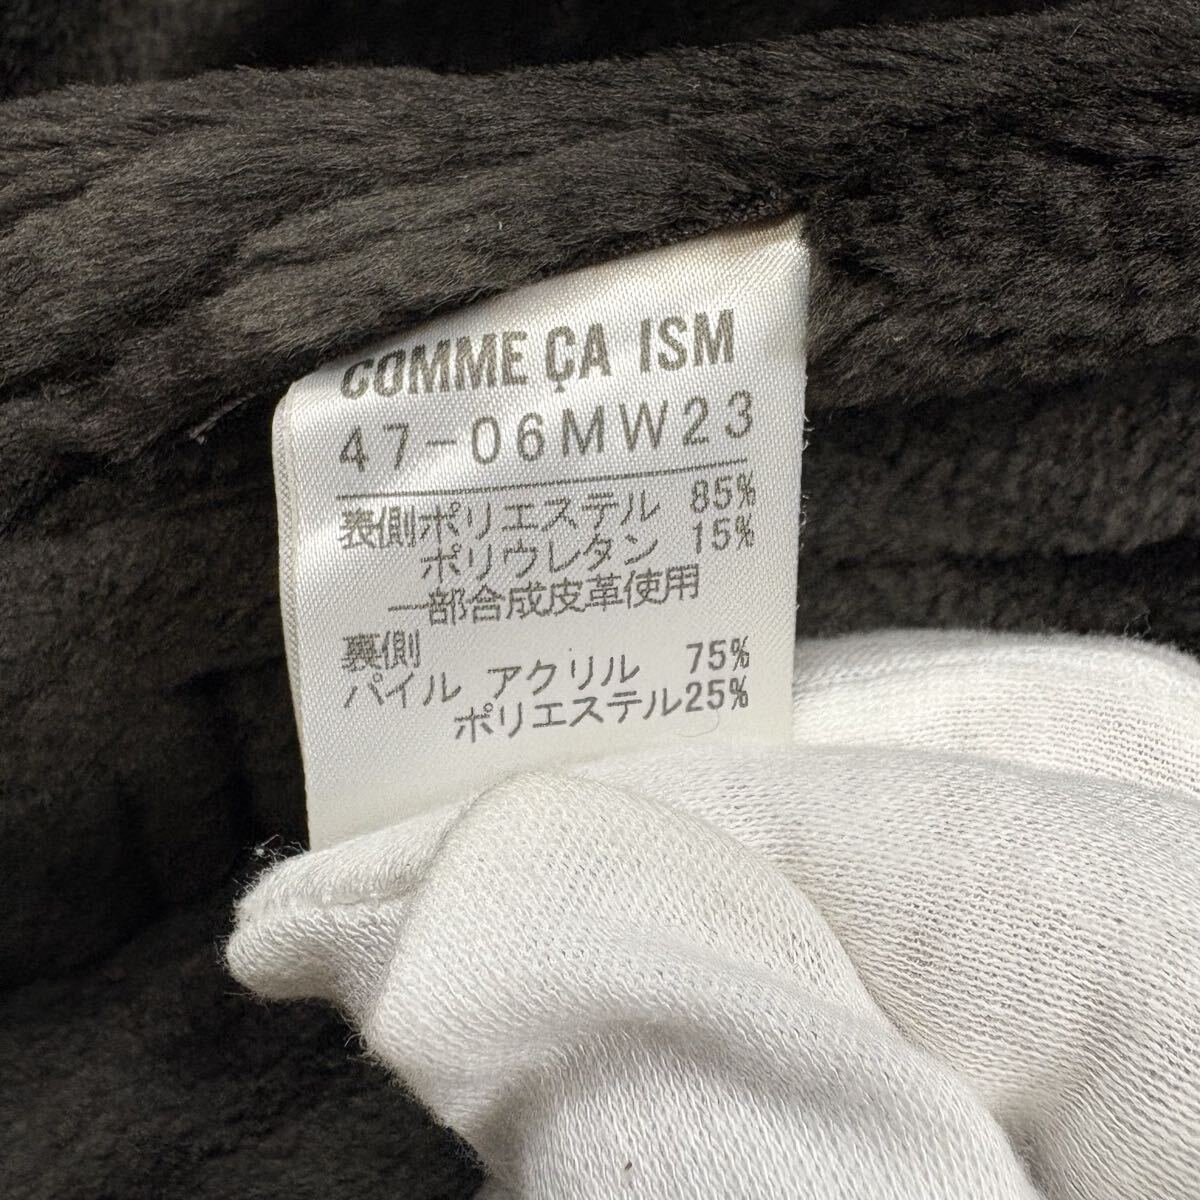 COMME ÇA ISM
47-06MW23
表側ポリエステル 85%
ポリウレタン 15%
一部合成皮革使用
裏側
パイル アクリル 75%
ポリエステル25%